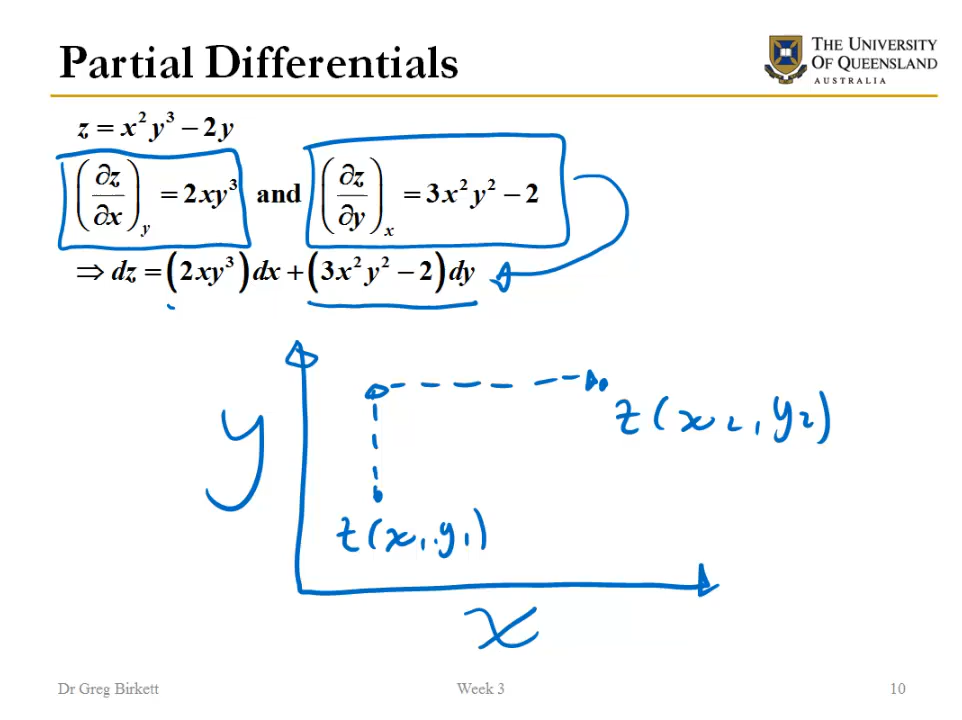 Partial Differentials
THE UNIVERSITY
OF QUEENSLAND
AUSTRALIA
z = x²y³ − 2y
(∂z/∂x)_y = 2xy³ and (∂z/∂y)_x = 3x²y² − 2
⇒ dz = (2xy³)dx + (3x²y² − 2)dy
y
z(x₂, y₂)
z(x₁, y₁)
x
Dr Greg Birkett
Week 3
10